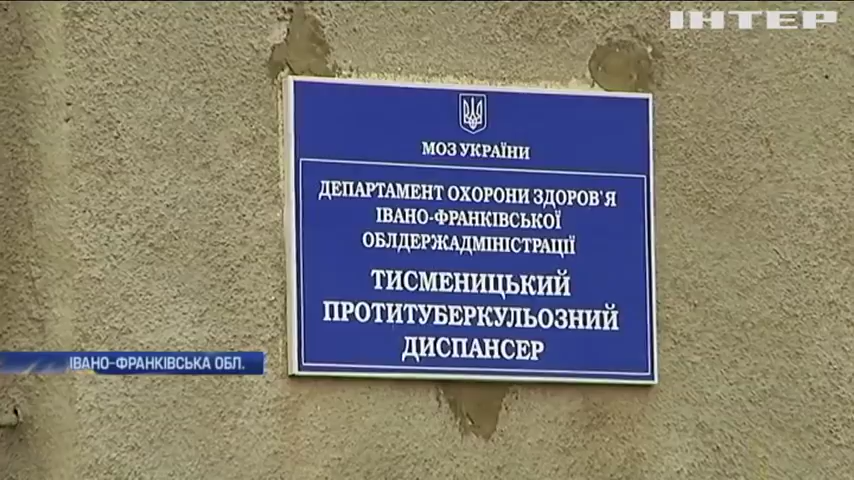 ІНТЕР
МОЗ УКРАЇНИ
ДЕПАРТАМЕНТ ОХОРОНИ ЗДОРОВ`Я
ІВАНО-ФРАНКІВСЬКОЇ
ОБЛДЕРЖАДМІНІСТРАЦІЇ
ТИСМЕНИЦЬКИЙ
ПРОТИТУБЕРКУЛЬОЗНИЙ
ДИСПАНСЕР
ІВАНО-ФРАНКІВСЬКА ОБЛ.